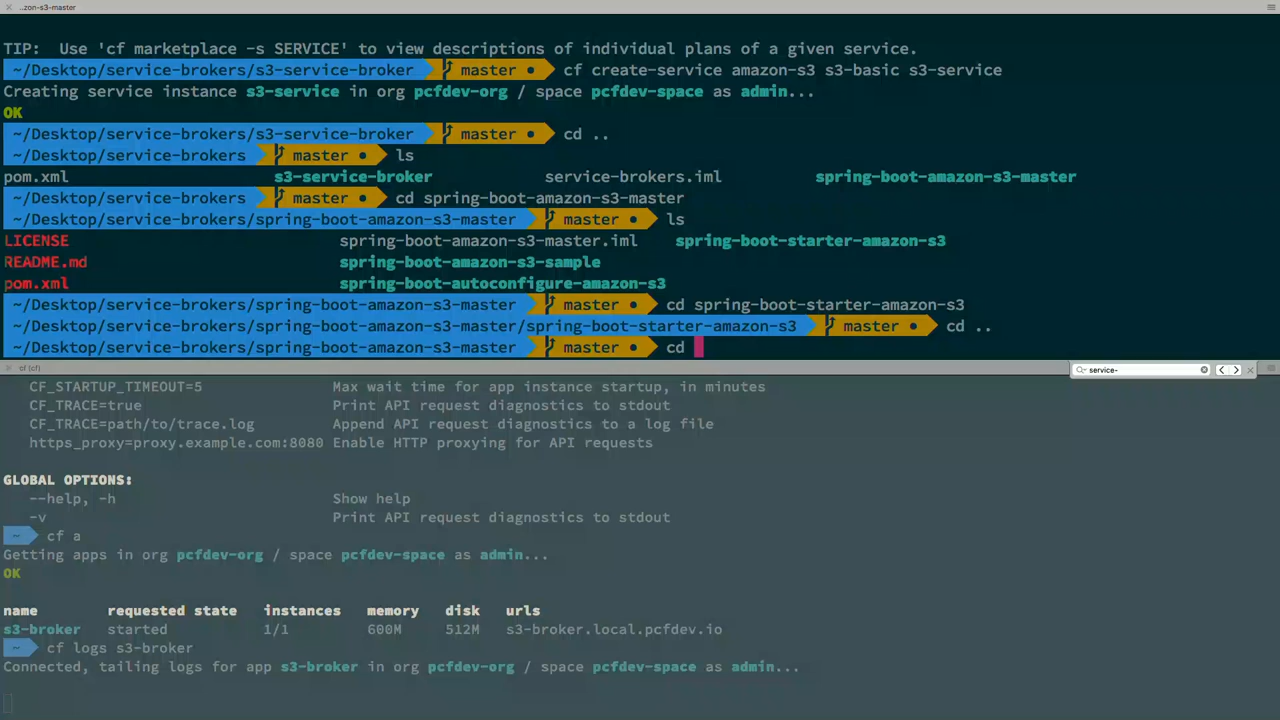 ..zon-s3-master
TIP:  Use 'cf marketplace -s SERVICE' to view descriptions of individual plans of a given service.
~/Desktop/service-brokers/s3-service-broker master ● cf create-service amazon-s3 s3-basic s3-service
Creating service instance s3-service in org pcfdev-org / space pcfdev-space as admin...
OK
~/Desktop/service-brokers/s3-service-broker master ● cd ..
~/Desktop/service-brokers master ● ls
pom.xml s3-service-broker service-brokers.iml spring-boot-amazon-s3-master
~/Desktop/service-brokers master ● cd spring-boot-amazon-s3-master
~/Desktop/service-brokers/spring-boot-amazon-s3-master master ● ls
LICENSE spring-boot-amazon-s3-master.iml spring-boot-starter-amazon-s3
README.md spring-boot-amazon-s3-sample
pom.xml spring-boot-autoconfigure-amazon-s3
~/Desktop/service-brokers/spring-boot-amazon-s3-master master ● cd spring-boot-starter-amazon-s3
~/Desktop/service-brokers/spring-boot-amazon-s3-master/spring-boot-starter-amazon-s3 master ● cd ..
~/Desktop/service-brokers/spring-boot-amazon-s3-master master ● cd
cf (cf)
service-
CF_STARTUP_TIMEOUT=5 Max wait time for app instance startup, in minutes
CF_TRACE=true Print API request diagnostics to stdout
CF_TRACE=path/to/trace.log Append API request diagnostics to a log file
https_proxy=proxy.example.com:8080 Enable HTTP proxying for API requests
GLOBAL OPTIONS:
--help, -h Show help
-v Print API request diagnostics to stdout
~ cf a
Getting apps in org pcfdev-org / space pcfdev-space as admin...
OK
name requested state instances memory disk urls
s3-broker started 1/1 600M 512M s3-broker.local.pcfdev.io
~ cf logs s3-broker
Connected, tailing logs for app s3-broker in org pcfdev-org / space pcfdev-space as admin...